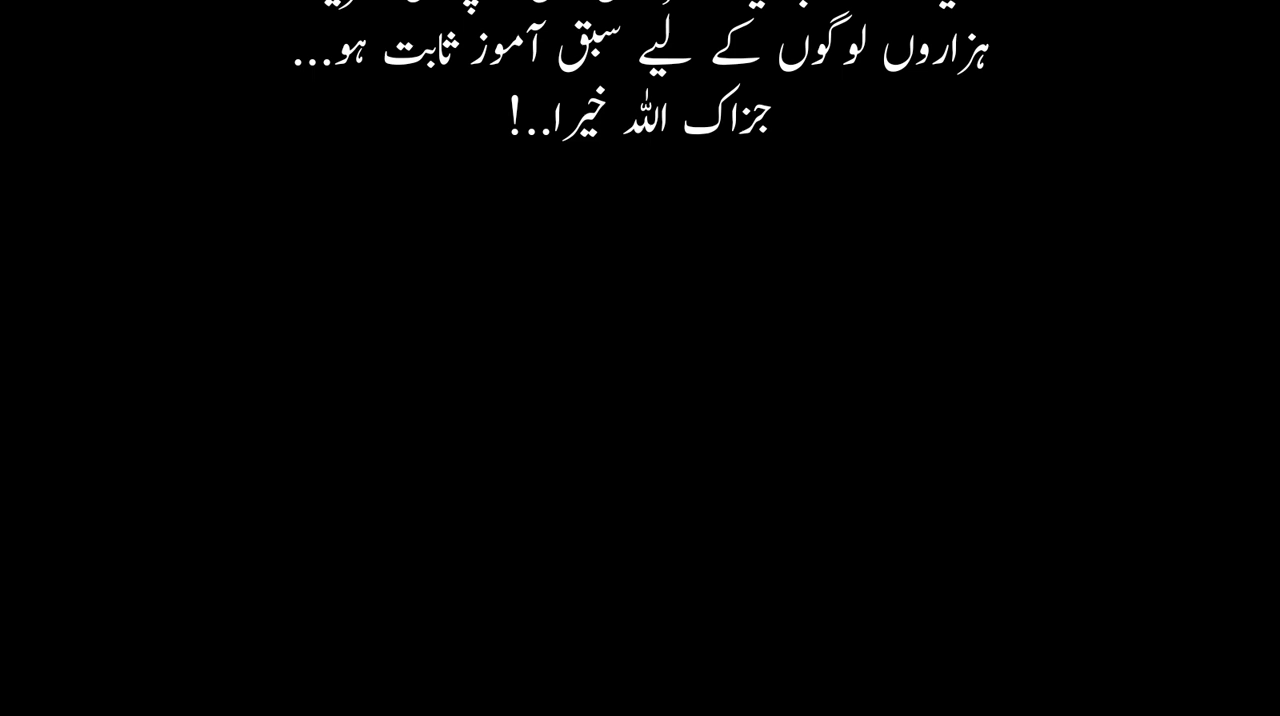 ہزاروں لوگوں کے لیے سبق آموز ثابت ہو...
جزاک اللہ خیرا..!